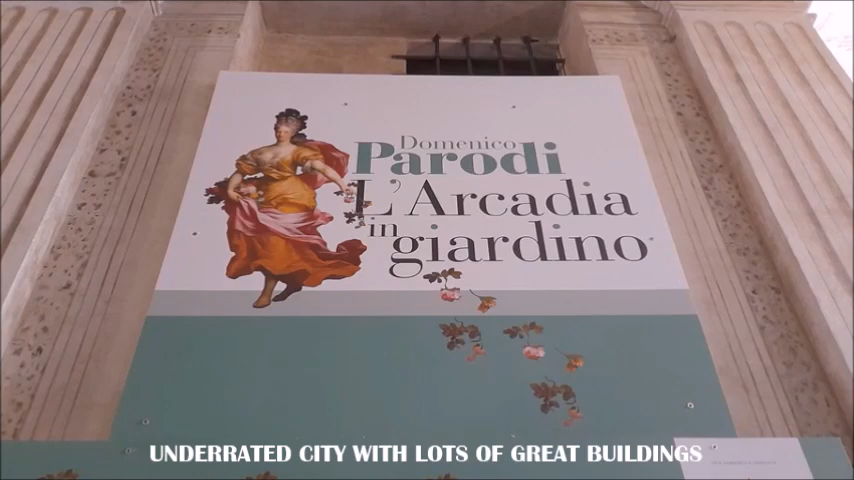 Domenico
Parodi
L'Arcadia
in giardino
UNDERRATED CITY WITH LOTS OF GREAT BUILDINGS